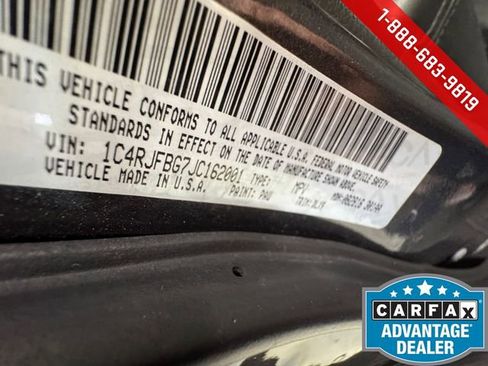 1-888-683-9819
THIS VEHICLE CONFORMS TO ALL APPLICABLE U.S.A. FEDERAL MOTOR VEHICLE SAFETY
STANDARDS IN EFFECT ON THE DATE OF MANUFACTURE SHOWN ABOVE.
VIN: 1C4RJFBG7JC162001 TYPE: MPV
VEHICLE MADE IN U.S.A. PAINT: PAU TRIM:
CARFAX
ADVANTAGE
DEALER